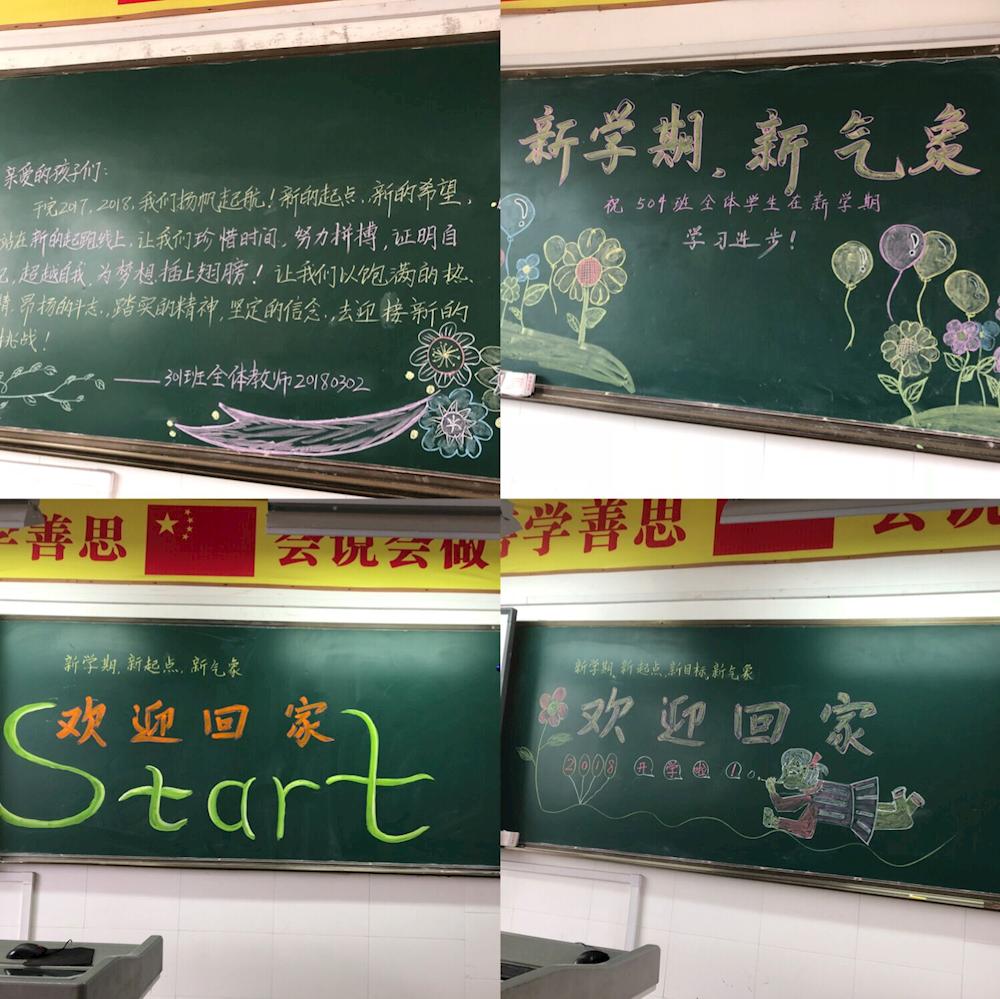 亲爱的孩子们:
于完2017,2018,我们扬帆起航!新的起点、新的希望,
站在新的起跑线上,让我们珍惜时间,努力拼搏,证明自
己,超越自我,为梦想插上翅膀!让我们以饱满的热
情、昂扬的斗志、踏实的精神,坚定的信念、去迎接新的
挑战!
——301班全体教师20180302
新学期,新气象
祝504班全体学生在新学期
学习进步!
善思 会说会做
新学期,新起点,新气象
欢迎回家
Start
学善思
新学期,新起点,新目标,新气象
欢迎回家
2018开学啦!